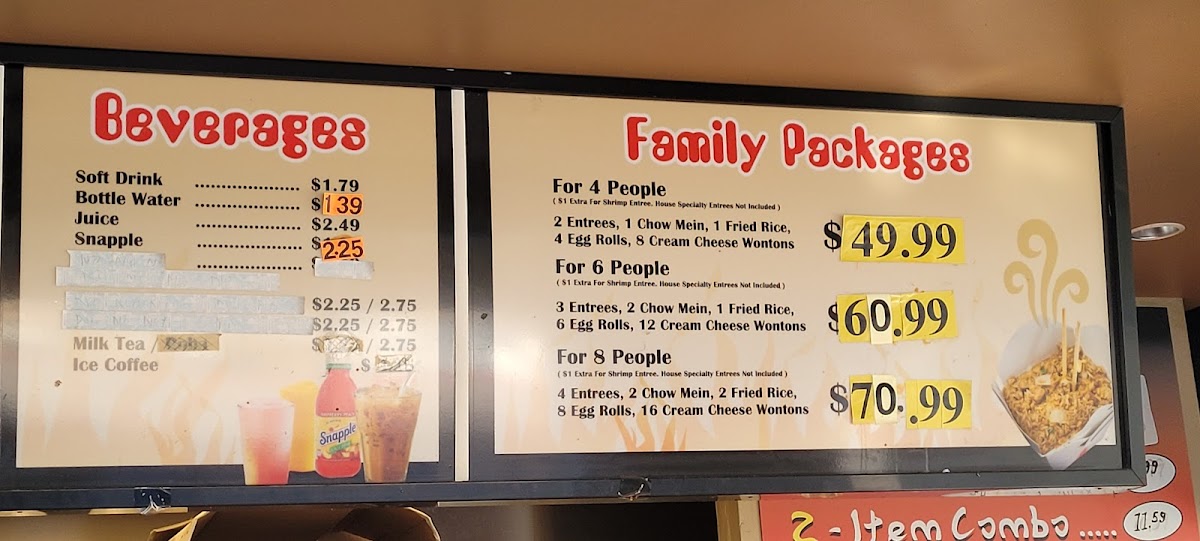 Beverages
Soft Drink .................... $1.79
Bottle Water .................... $1.39
Juice .................... $2.49
Snapple .................... $2.25
$2.25 / 2.75
$2.25 / 2.75
Milk Tea / 2.75
Ice Coffee .$
Snapple
Family Packages
For 4 People
( $1 Extra For Shrimp Entree. House Specialty Entrees Not Included )
2 Entrees, 1 Chow Mein, 1 Fried Rice,
4 Egg Rolls, 8 Cream Cheese Wontons
$49.99
For 6 People
( $1 Extra For Shrimp Entree. House Specialty Entrees Not Included )
3 Entrees, 2 Chow Mein, 1 Fried Rice,
6 Egg Rolls, 12 Cream Cheese Wontons
$60.99
For 8 People
( $1 Extra For Shrimp Entree. House Specialty Entrees Not Included )
4 Entrees, 2 Chow Mein, 2 Fried Rice,
8 Egg Rolls, 16 Cream Cheese Wontons
$70..99
99
2-Item Combo ..... 11.59